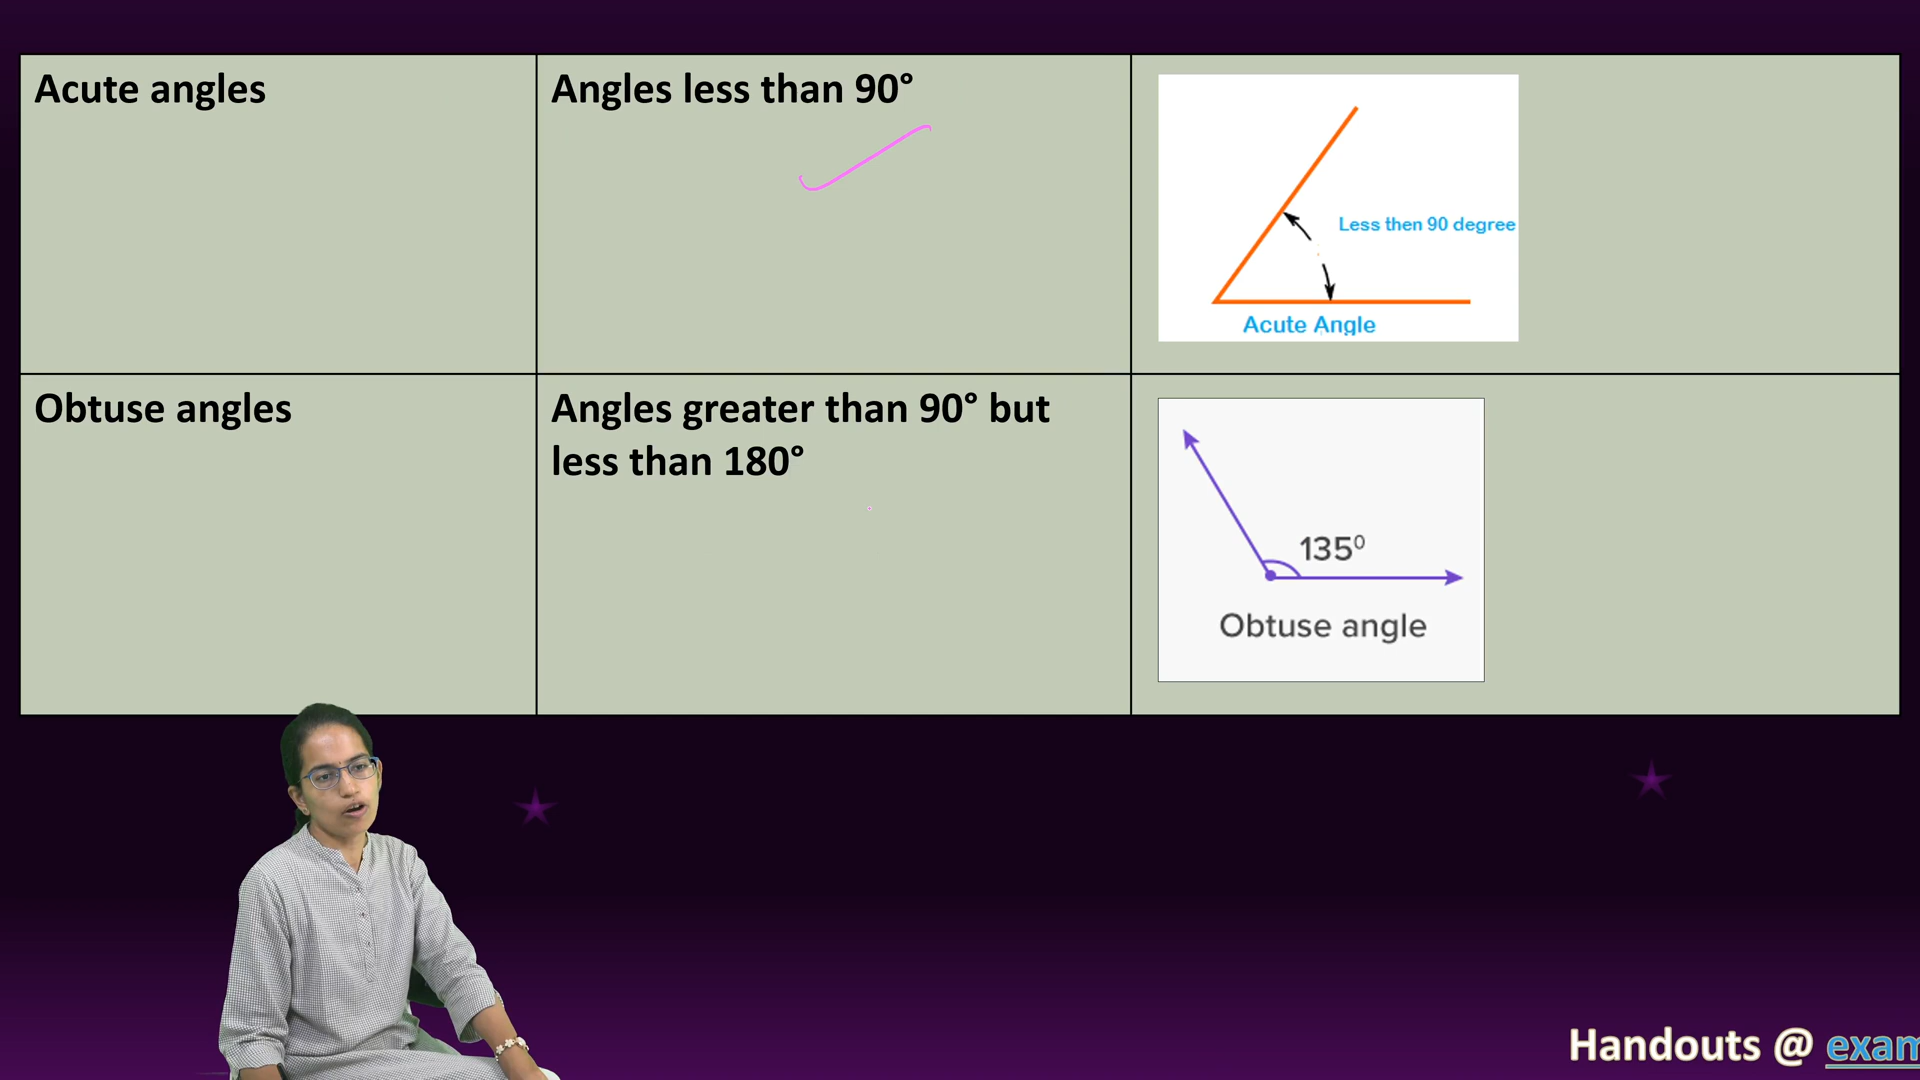 Acute angles
Angles less than 90°
Less then 90 degree
Acute Angle
Obtuse angles
Angles greater than 90° but
less than 180°
135⁰
Obtuse angle
Handouts @ exam